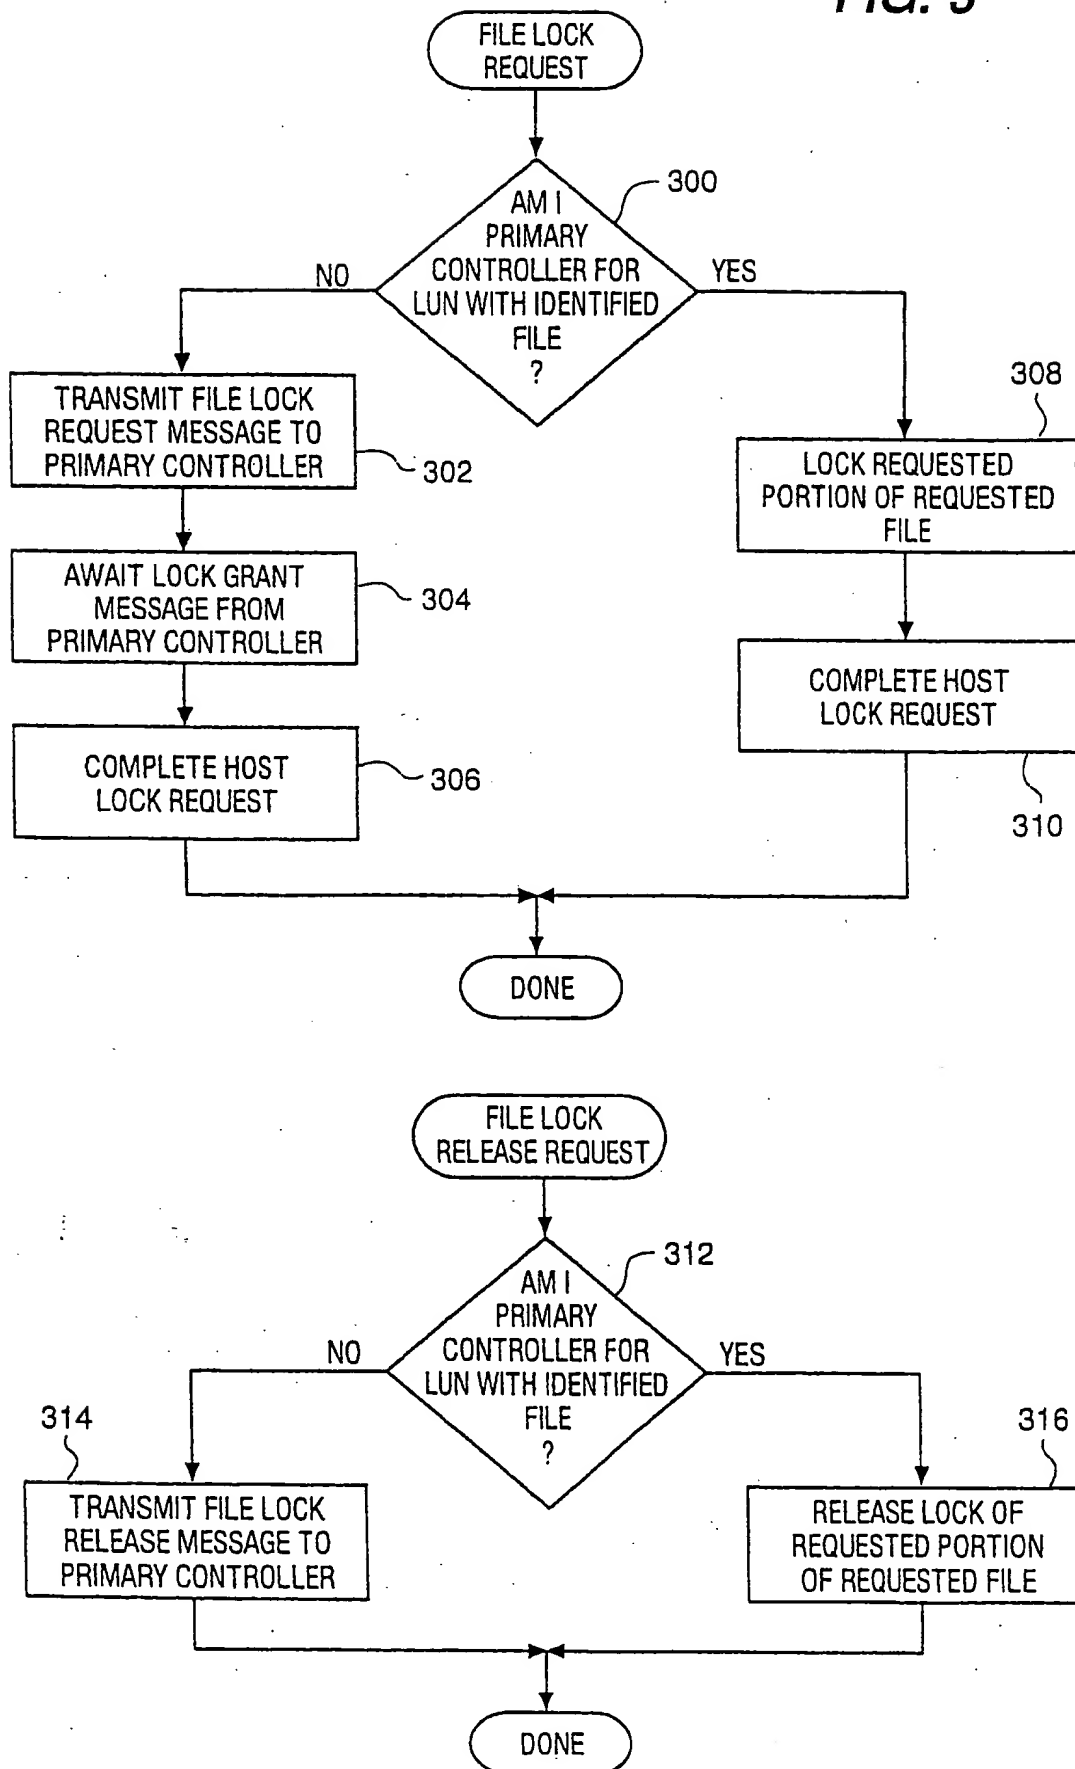 FILE LOCK
REQUEST
300
AM I
PRIMARY
CONTROLLER FOR
LUN WITH IDENTIFIED
FILE
?
NO
YES
TRANSMIT FILE LOCK
REQUEST MESSAGE TO
PRIMARY CONTROLLER
302
AWAIT LOCK GRANT
MESSAGE FROM
PRIMARY CONTROLLER
304
COMPLETE HOST
LOCK REQUEST
306
308
LOCK REQUESTED
PORTION OF REQUESTED
FILE
COMPLETE HOST
LOCK REQUEST
310
DONE
FILE LOCK
RELEASE REQUEST
312
AM I
PRIMARY
CONTROLLER FOR
LUN WITH IDENTIFIED
FILE
?
NO
YES
314
TRANSMIT FILE LOCK
RELEASE MESSAGE TO
PRIMARY CONTROLLER
316
RELEASE LOCK OF
REQUESTED PORTION
OF REQUESTED FILE
DONE